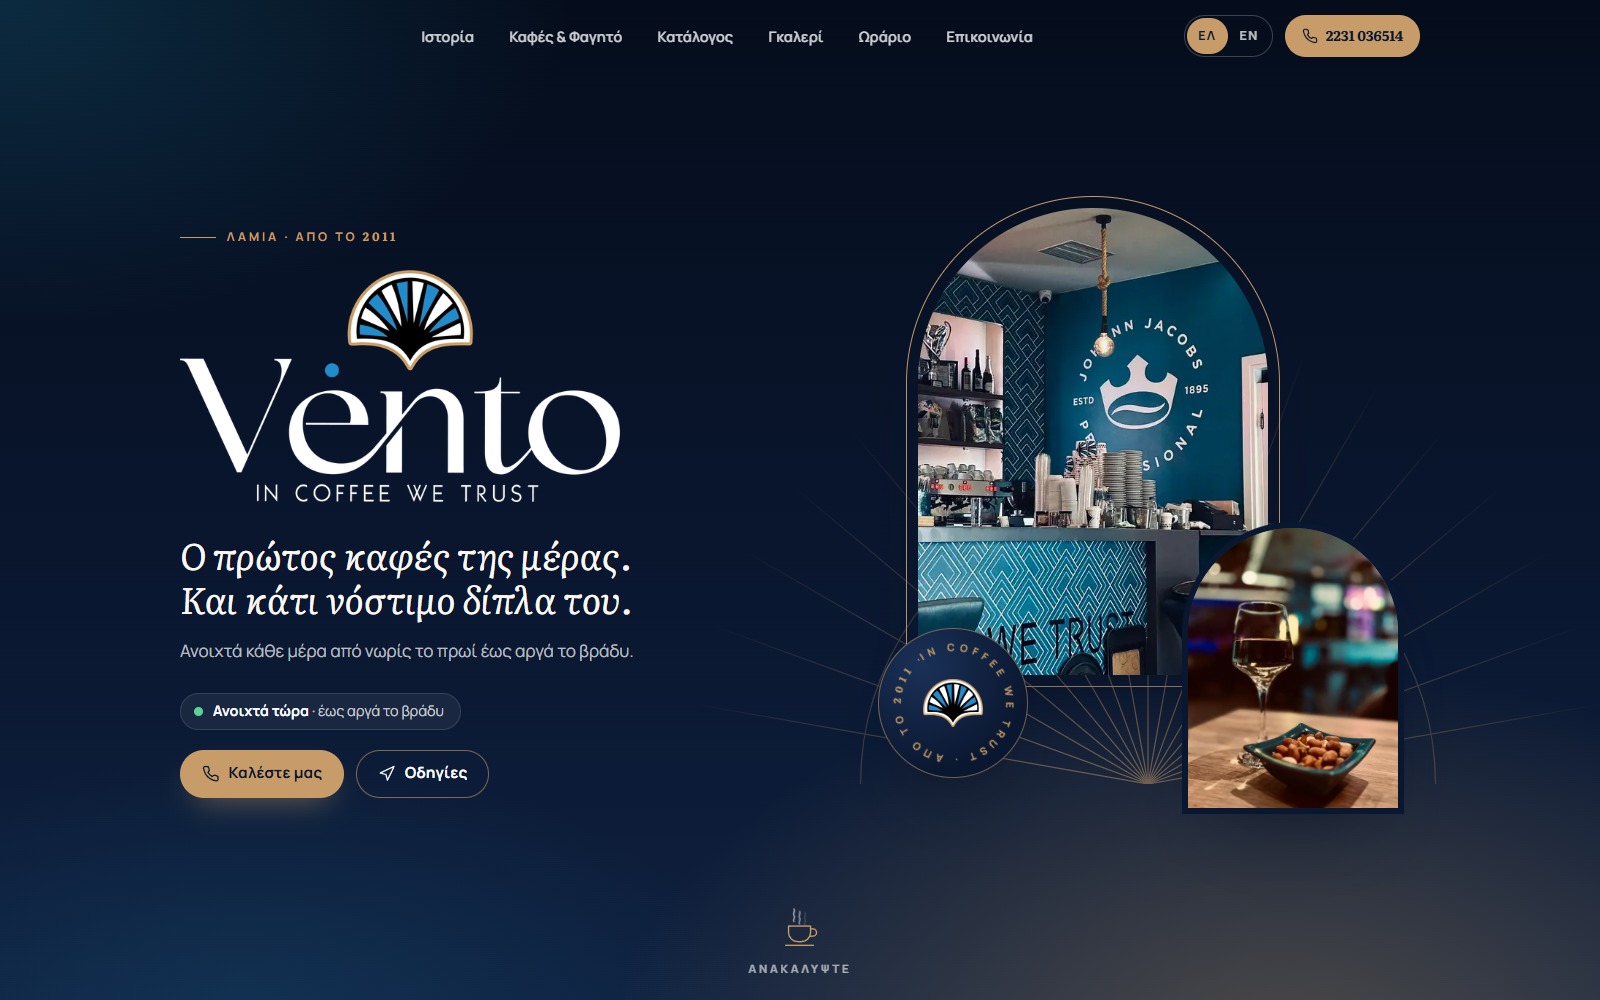 Ιστορία
Καφές & Φαγητό
Κατάλογος
Γκαλερί
Ωράριο
Επικοινωνία
ΕΛ
EN
2231 036514
ΛΑΜΙΑ · ΑΠΟ ΤΟ 2011
Vento
IN COFFEE WE TRUST
Ο πρώτος καφές της μέρας.
Και κάτι νόστιμο δίπλα του.
Ανοιχτά κάθε μέρα από νωρίς το πρωί έως αργά το βράδυ.
Ανοιχτά τώρα · έως αργά το βράδυ
Καλέστε μας
Οδηγίες
JACOBS
ESTD
1895
WE TRUST
· IN COFFEE WE TRUST · ΑΠΟ ΤΟ 2011
ΑΝΑΚΑΛΥΨΤΕ